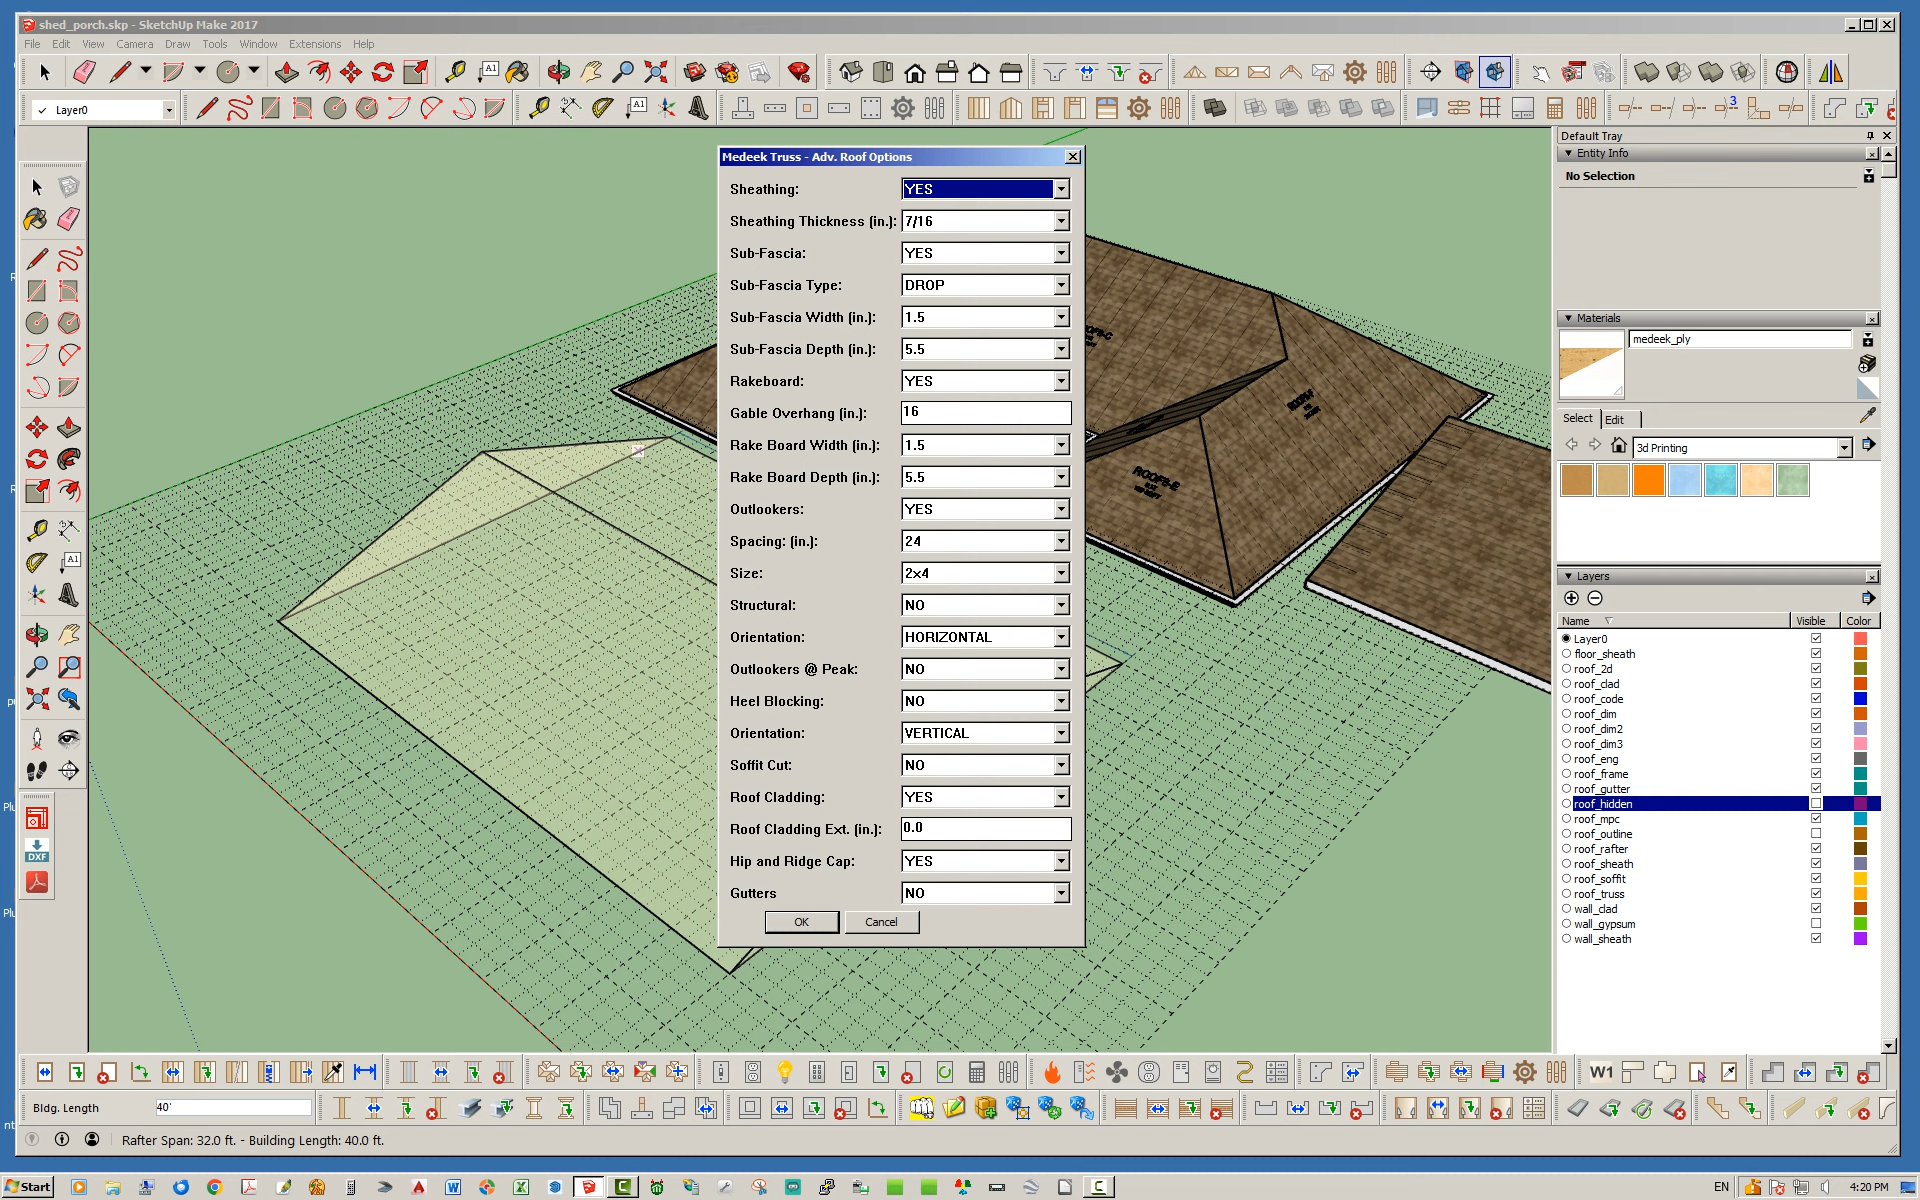 shed_porch.skp - SketchUp Make 2017
File Edit View Camera Draw Tools Window Extensions Help
Layer0
Default Tray
Entity Info
No Selection
Medeek Truss - Adv. Roof Options
Sheathing: YES
Sheathing Thickness (in.): 7/16
Sub-Fascia: YES
Sub-Fascia Type: DROP
Sub-Fascia Width (in.): 1.5
Sub-Fascia Depth (in.): 5.5
Rakeboard: YES
Gable Overhang (in.): 16
Rake Board Width (in.): 1.5
Rake Board Depth (in.): 5.5
Outlookers: YES
Spacing: (in.): 24
Size: 2x4
Structural: NO
Orientation: HORIZONTAL
Outlookers @ Peak: NO
Heel Blocking: NO
Orientation: VERTICAL
Soffit Cut: NO
Roof Cladding: YES
Roof Cladding Ext. (in.): 0.0
Hip and Ridge Cap: YES
Gutters NO
OK Cancel
Materials
medeek_ply
Select Edit
3d Printing
Layers
Name Visible Color
Layer0
floor_sheath
roof_2d
roof_clad
roof_code
roof_dim
roof_dim2
roof_dim3
roof_eng
roof_frame
roof_gutter
roof_hidden
roof_mpc
roof_outline
roof_rafter
roof_sheath
roof_soffit
roof_truss
wall_clad
wall_gypsum
wall_sheath
A1
A1
A1
3
DXF
W1
Bldg. Length 40'
Rafter Span: 32.0 ft. - Building Length: 40.0 ft.
Start
EN
4:20 PM